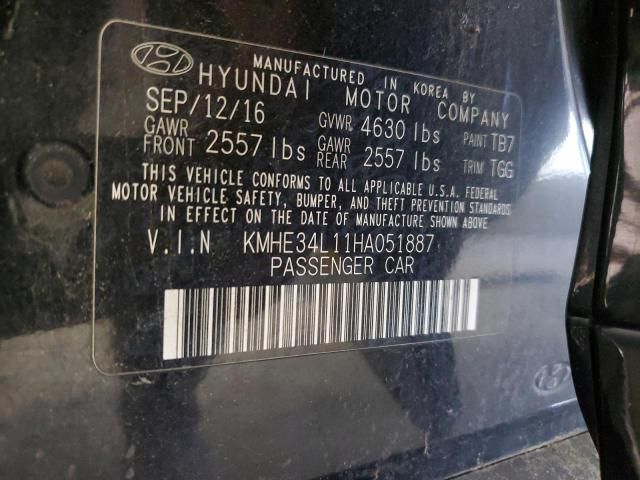 MANUFACTURED IN KOREA BY
HYUNDAI MOTOR COMPANY
SEP/12/16 GVWR 4630 lbs PAINT TB7
GAWR FRONT 2557 lbs GAWR REAR 2557 lbs TRIM TGG
THIS VEHICLE CONFORMS TO ALL APPLICABLE U.S.A. FEDERAL
MOTOR VEHICLE SAFETY, BUMPER, AND THEFT PREVENTION STANDARDS
IN EFFECT ON THE DATE OF MANUFACTURE SHOWN ABOVE
V.I.N KMHE34L11HA051887
PASSENGER CAR